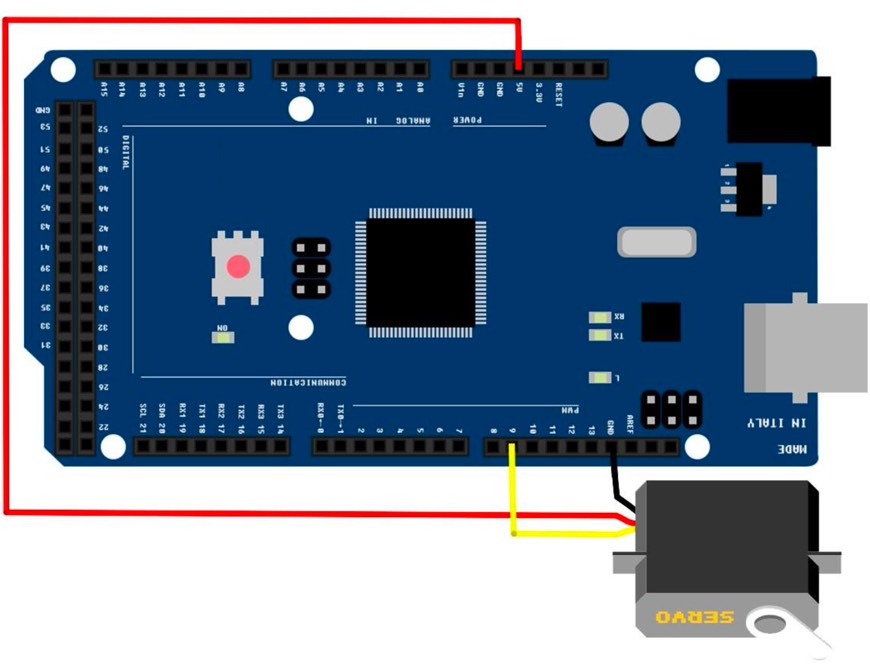 A15 A14 A13 A12 A11 A10 A9 A8
A7 A6 A5 A4 A3 A2 A1 A0
Vin GND GND 5V 3.3V RESET
ANALOG IN
POWER
DIGITAL
GND
53 52
51 50
49 48
47 46
45 44
43 42
41 40
39 38
37 36
35 34
33 32
31 30
28
26
24
22
1
2
3
4
ON
RX
TX
L
COMMUNICATION
PWM
SCL 21
SDA 20
RX1 19
TX1 18
RX2 17
TX2 16
RX3 15
TX3 14
RX0←0
TX0→1
2 3 4 5 6 7
8 9 10 11 12 13 GND AREF
MADE
IN ITALY
SERVO